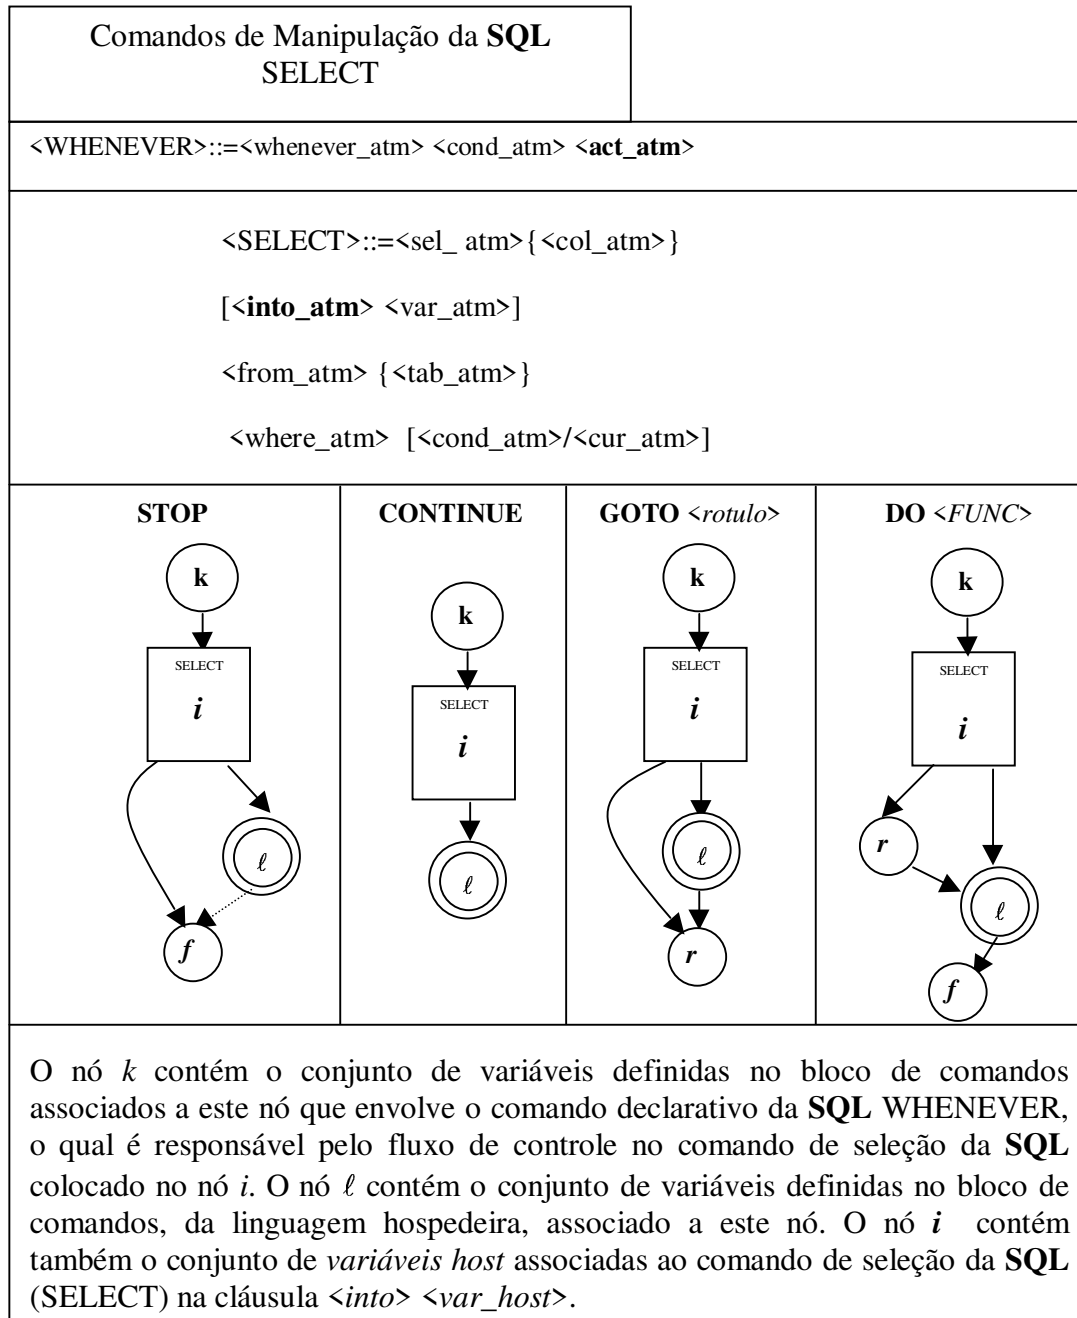 Comandos de Manipulação da SQL
SELECT
<WHENEVER>::=<whenever_atm> <cond_atm> <act_atm>
<SELECT>::=<sel_ atm>{<col_atm>}
[<into_atm> <var_atm>]
<from_atm> {<tab_atm>}
<where_atm> [<cond_atm>/<cur_atm>]
STOP
k
SELECT
i
ℓ
f
CONTINUE
k
SELECT
i
ℓ
GOTO <rotulo>
k
SELECT
i
ℓ
r
DO <FUNC>
k
SELECT
i
r
ℓ
f
O nó k contém o conjunto de variáveis definidas no bloco de comandos
associados a este nó que envolve o comando declarativo da SQL WHENEVER,
o qual é responsável pelo fluxo de controle no comando de seleção da SQL
colocado no nó i. O nó ℓ contém o conjunto de variáveis definidas no bloco de
comandos, da linguagem hospedeira, associado a este nó. O nó i contém
também o conjunto de variáveis host associadas ao comando de seleção da SQL
(SELECT) na cláusula <into> <var_host>.